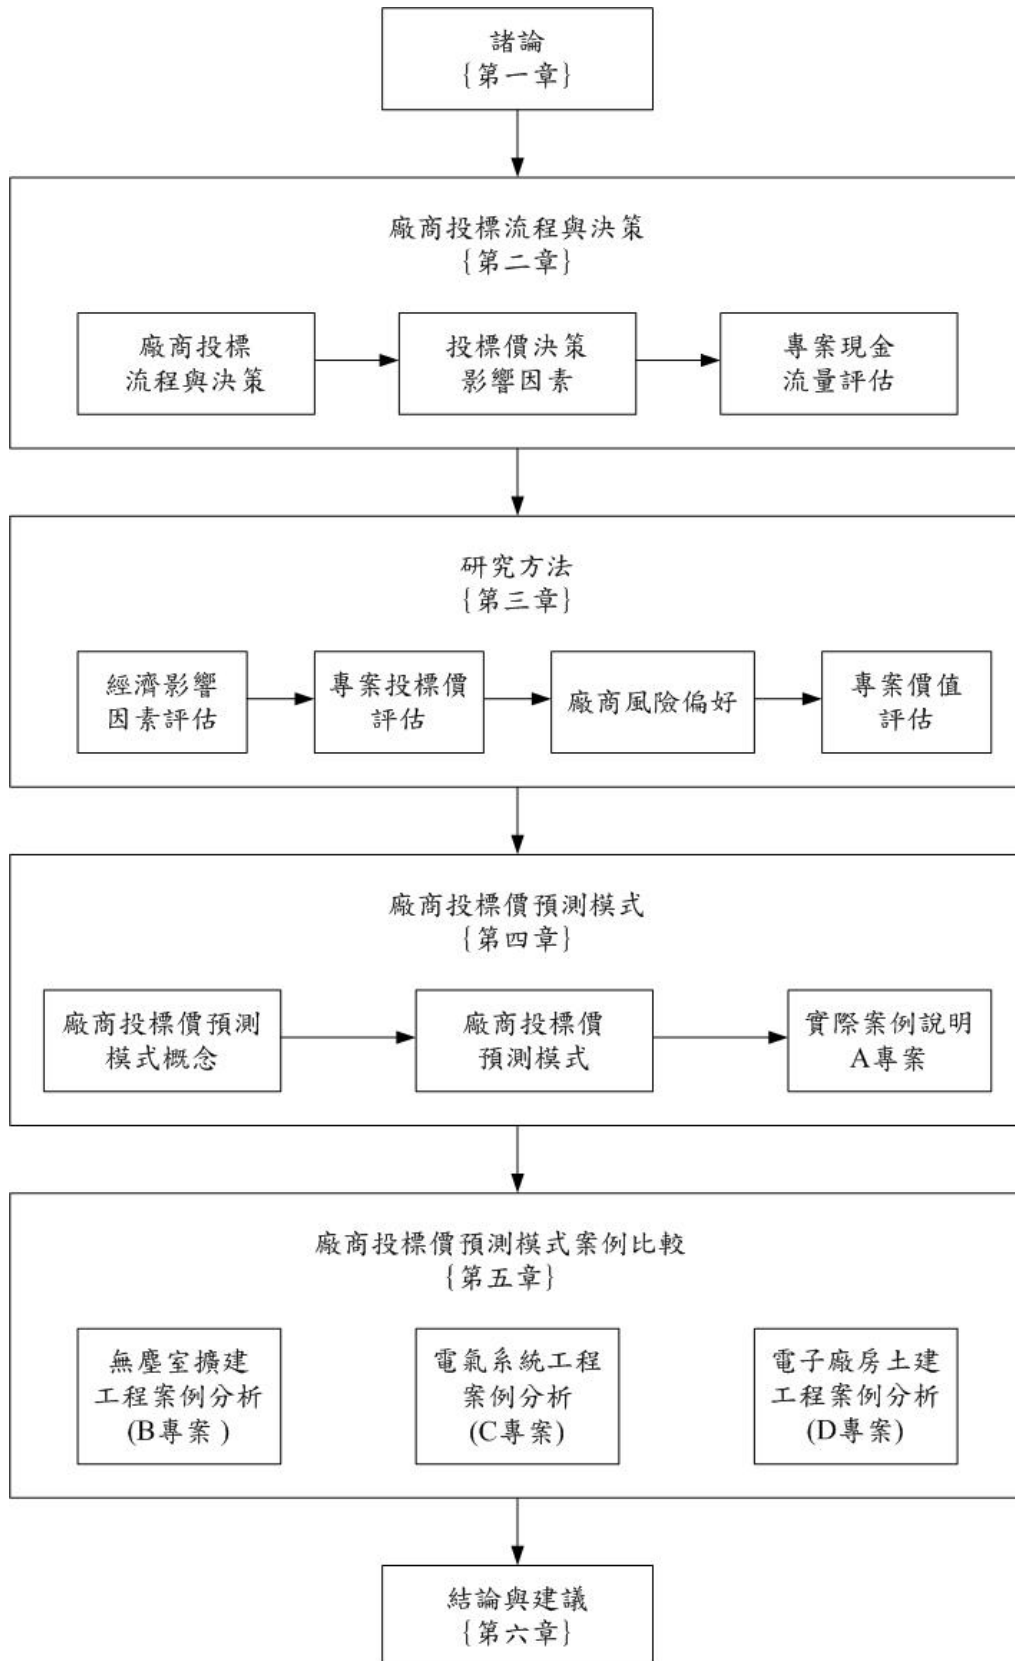 諸論
{第一章}
廠商投標流程與決策
{第二章}
廠商投標
流程與決策
投標價決策
影響因素
專案現金
流量評估
研究方法
{第三章}
經濟影響
因素評估
專案投標價
評估
廠商風險偏好
專案價值
評估
廠商投標價預測模式
{第四章}
廠商投標價預測
模式概念
廠商投標價
預測模式
實際案例說明
A專案
廠商投標價預測模式案例比較
{第五章}
無塵室擴建
工程案例分析
(B專案 )
電氣系統工程
案例分析
(C專案)
電子廠房土建
工程案例分析
(D專案)
結論與建議
{第六章}